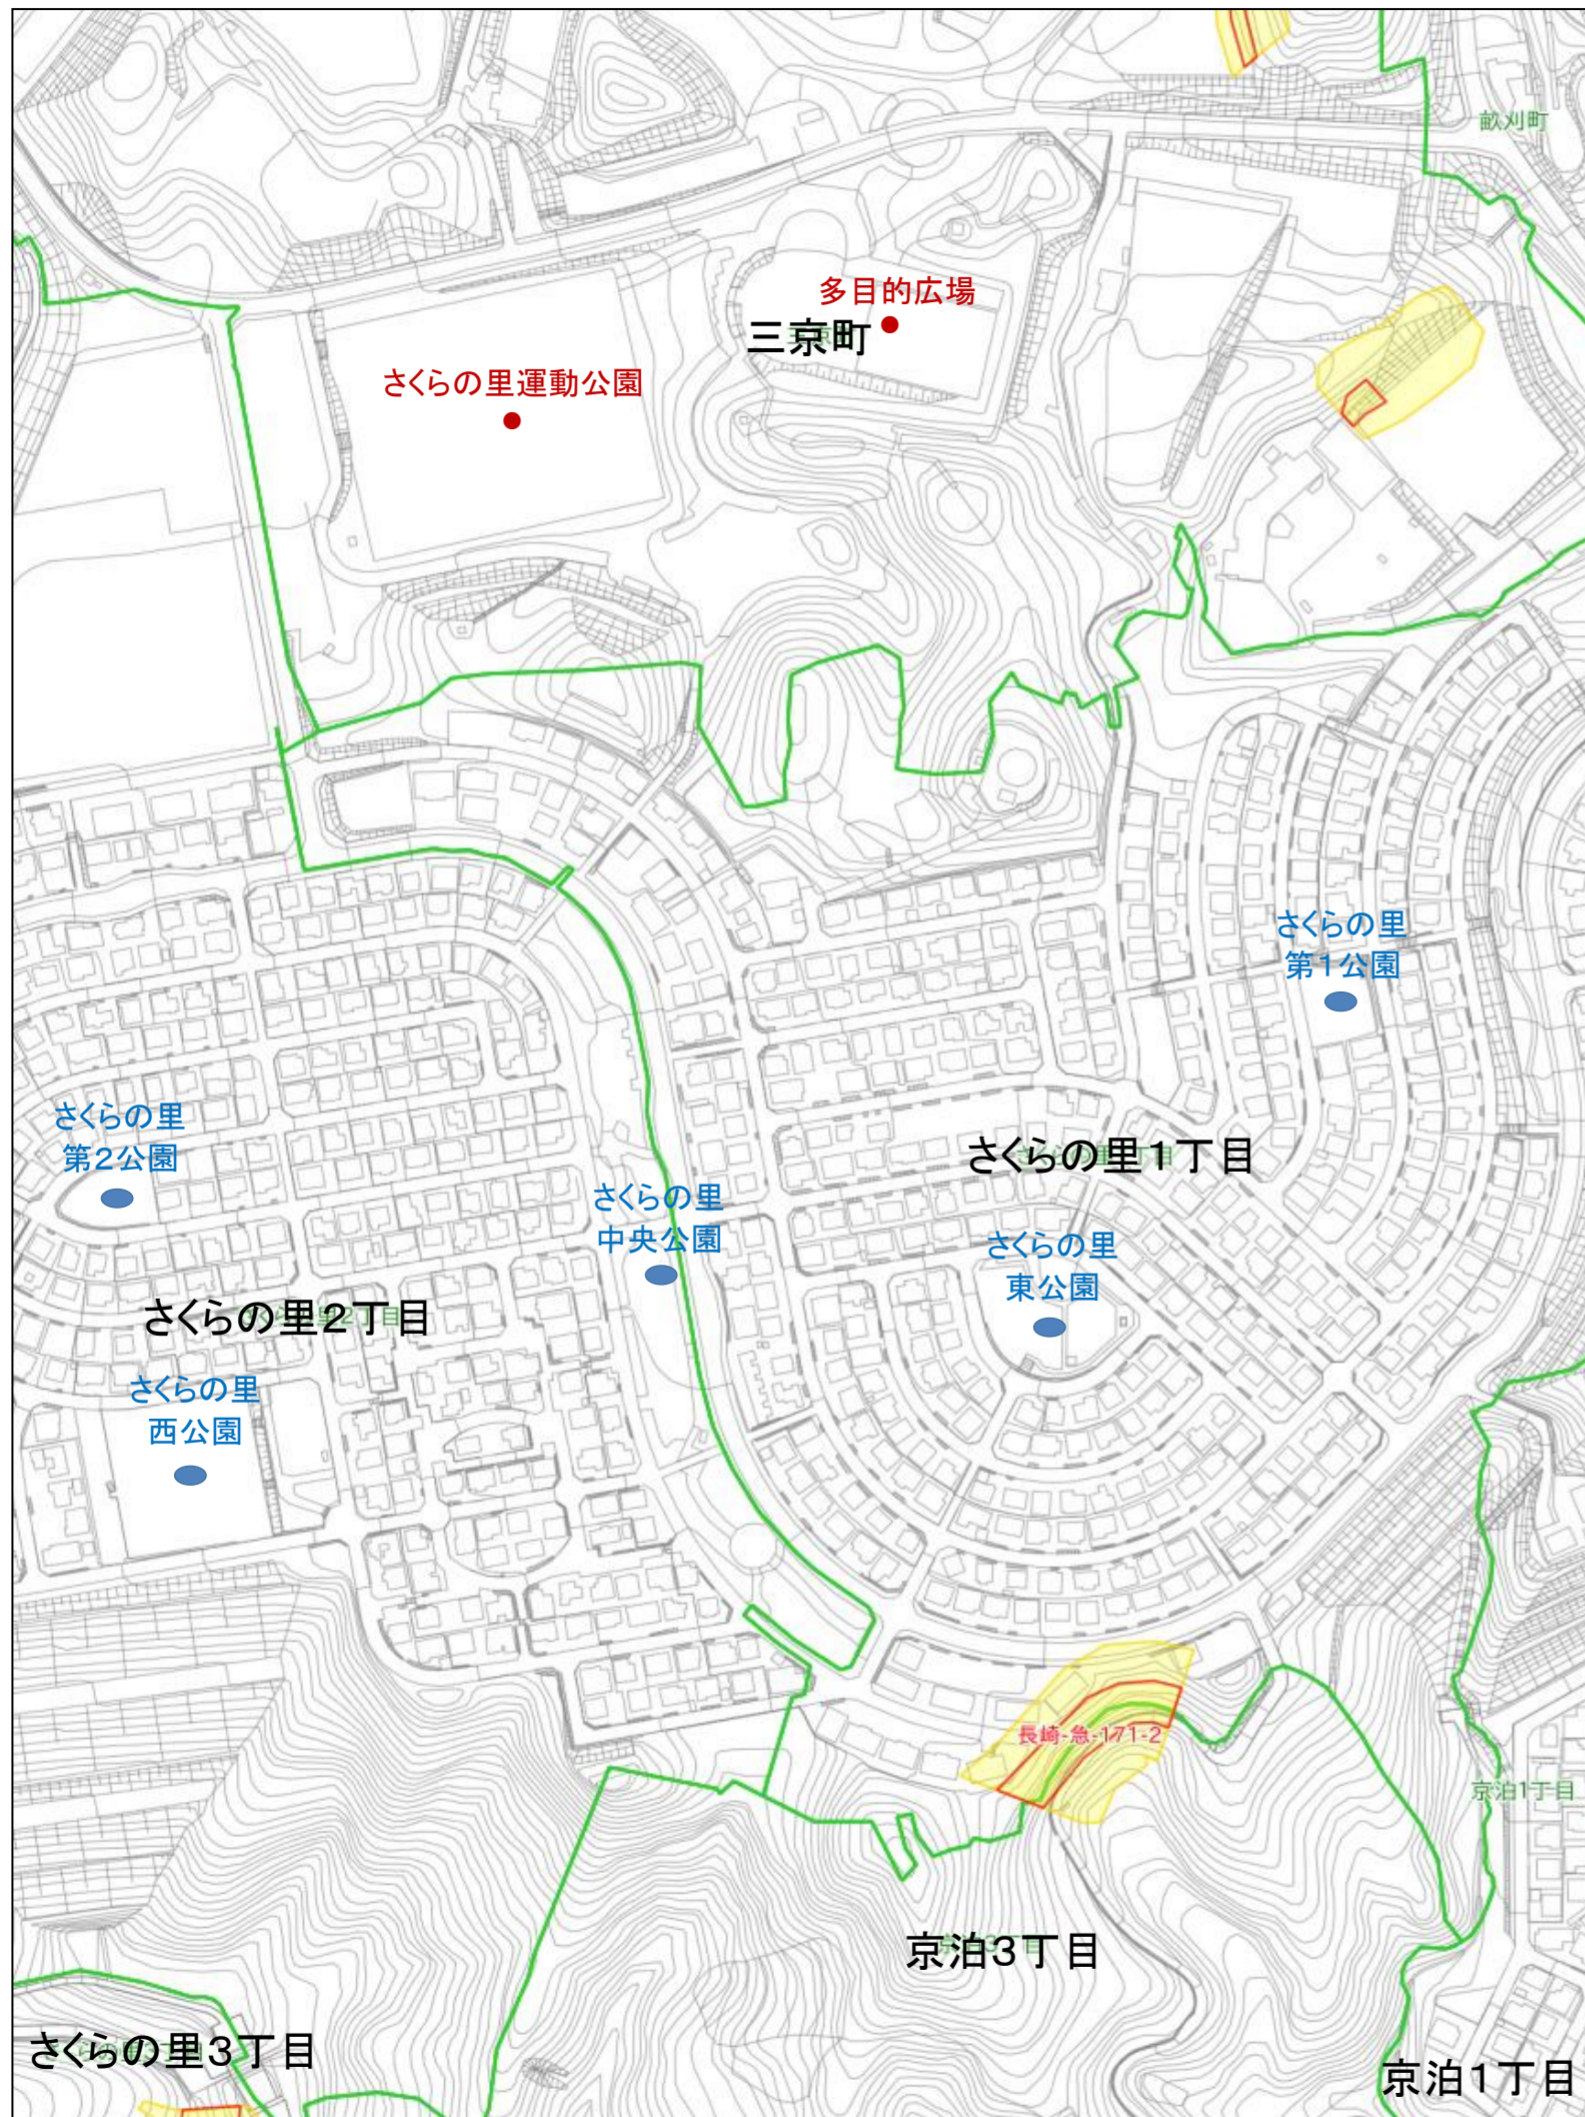 畝刈町
多目的広場
三京町
さくらの里運動公園
さくらの里
第1公園
さくらの里
第2公園
さくらの里1丁目
さくらの里
中央公園
さくらの里
東公園
さくらの里2丁目
さくらの里
西公園
長崎-急-171-2
京泊1丁目
京泊3丁目
さくらの里3丁目
京泊1丁目